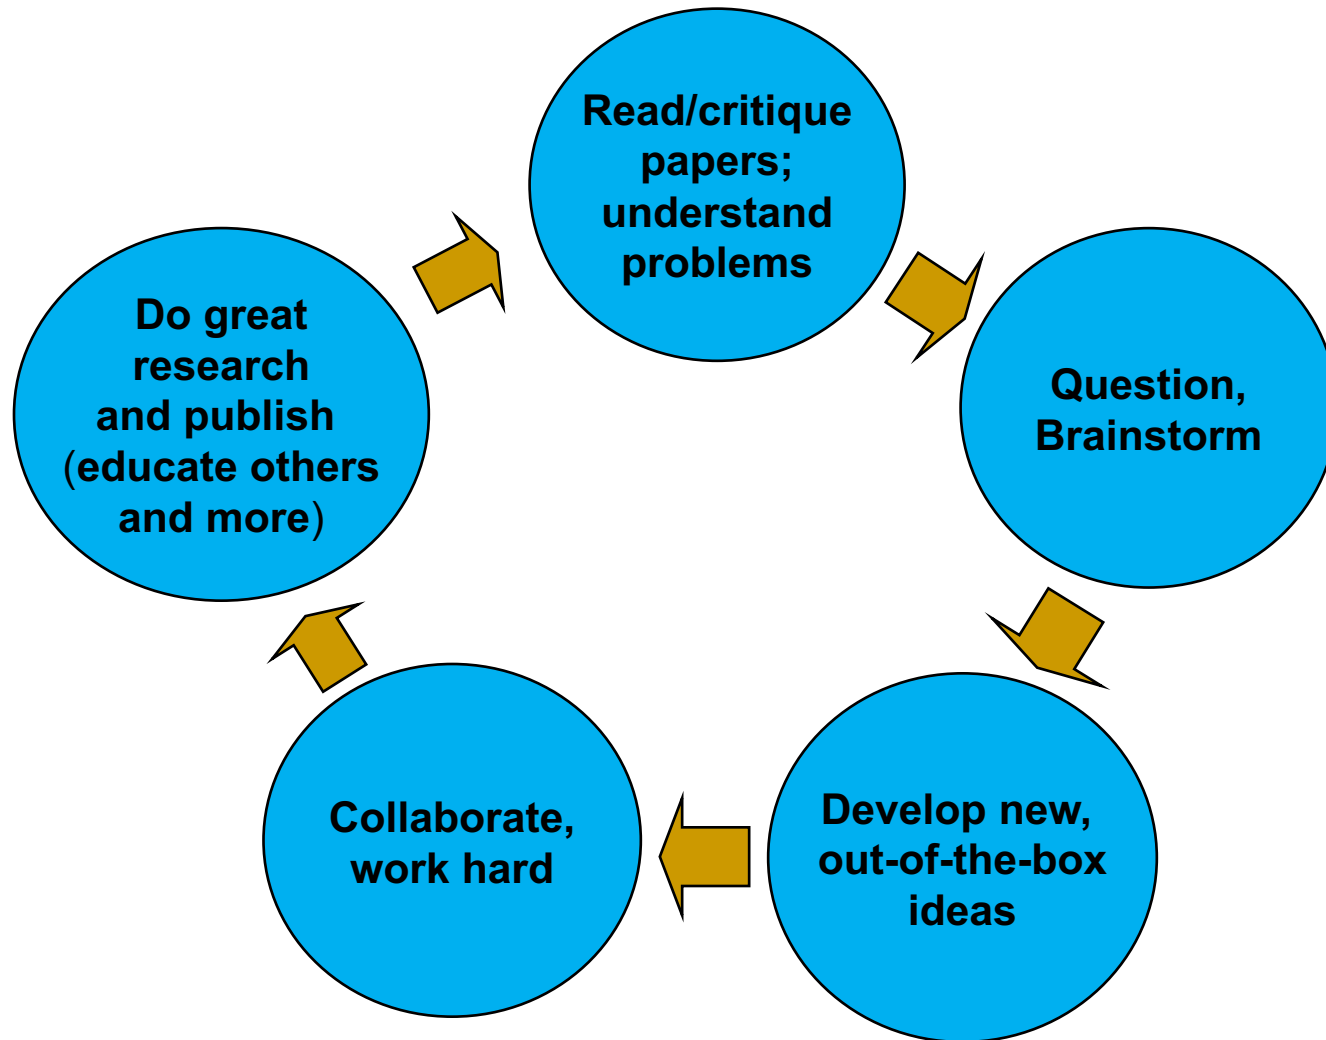 Read/critique
papers;
understand
problems
Question,
Brainstorm
Develop new,
out-of-the-box
ideas
Collaborate,
work hard
Do great
research
and publish
(educate others
and more)